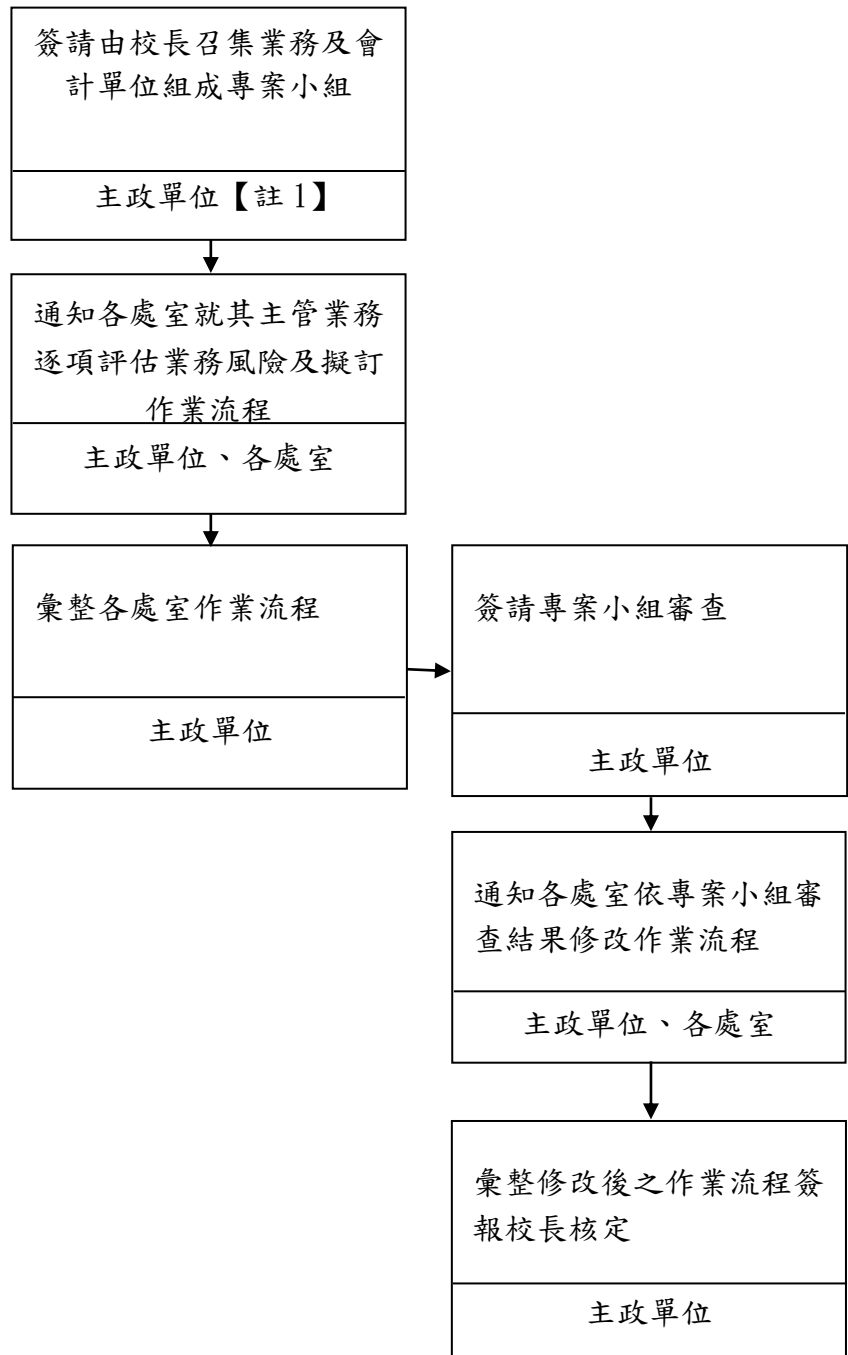 簽請由校長召集業務及會
計單位組成專案小組
主政單位【註1】
通知各處室就其主管業務
逐項評估業務風險及擬訂
作業流程
主政單位、各處室
彙整各處室作業流程
主政單位
簽請專案小組審查
主政單位
通知各處室依專案小組審
查結果修改作業流程
主政單位、各處室
彙整修改後之作業流程簽
報校長核定
主政單位